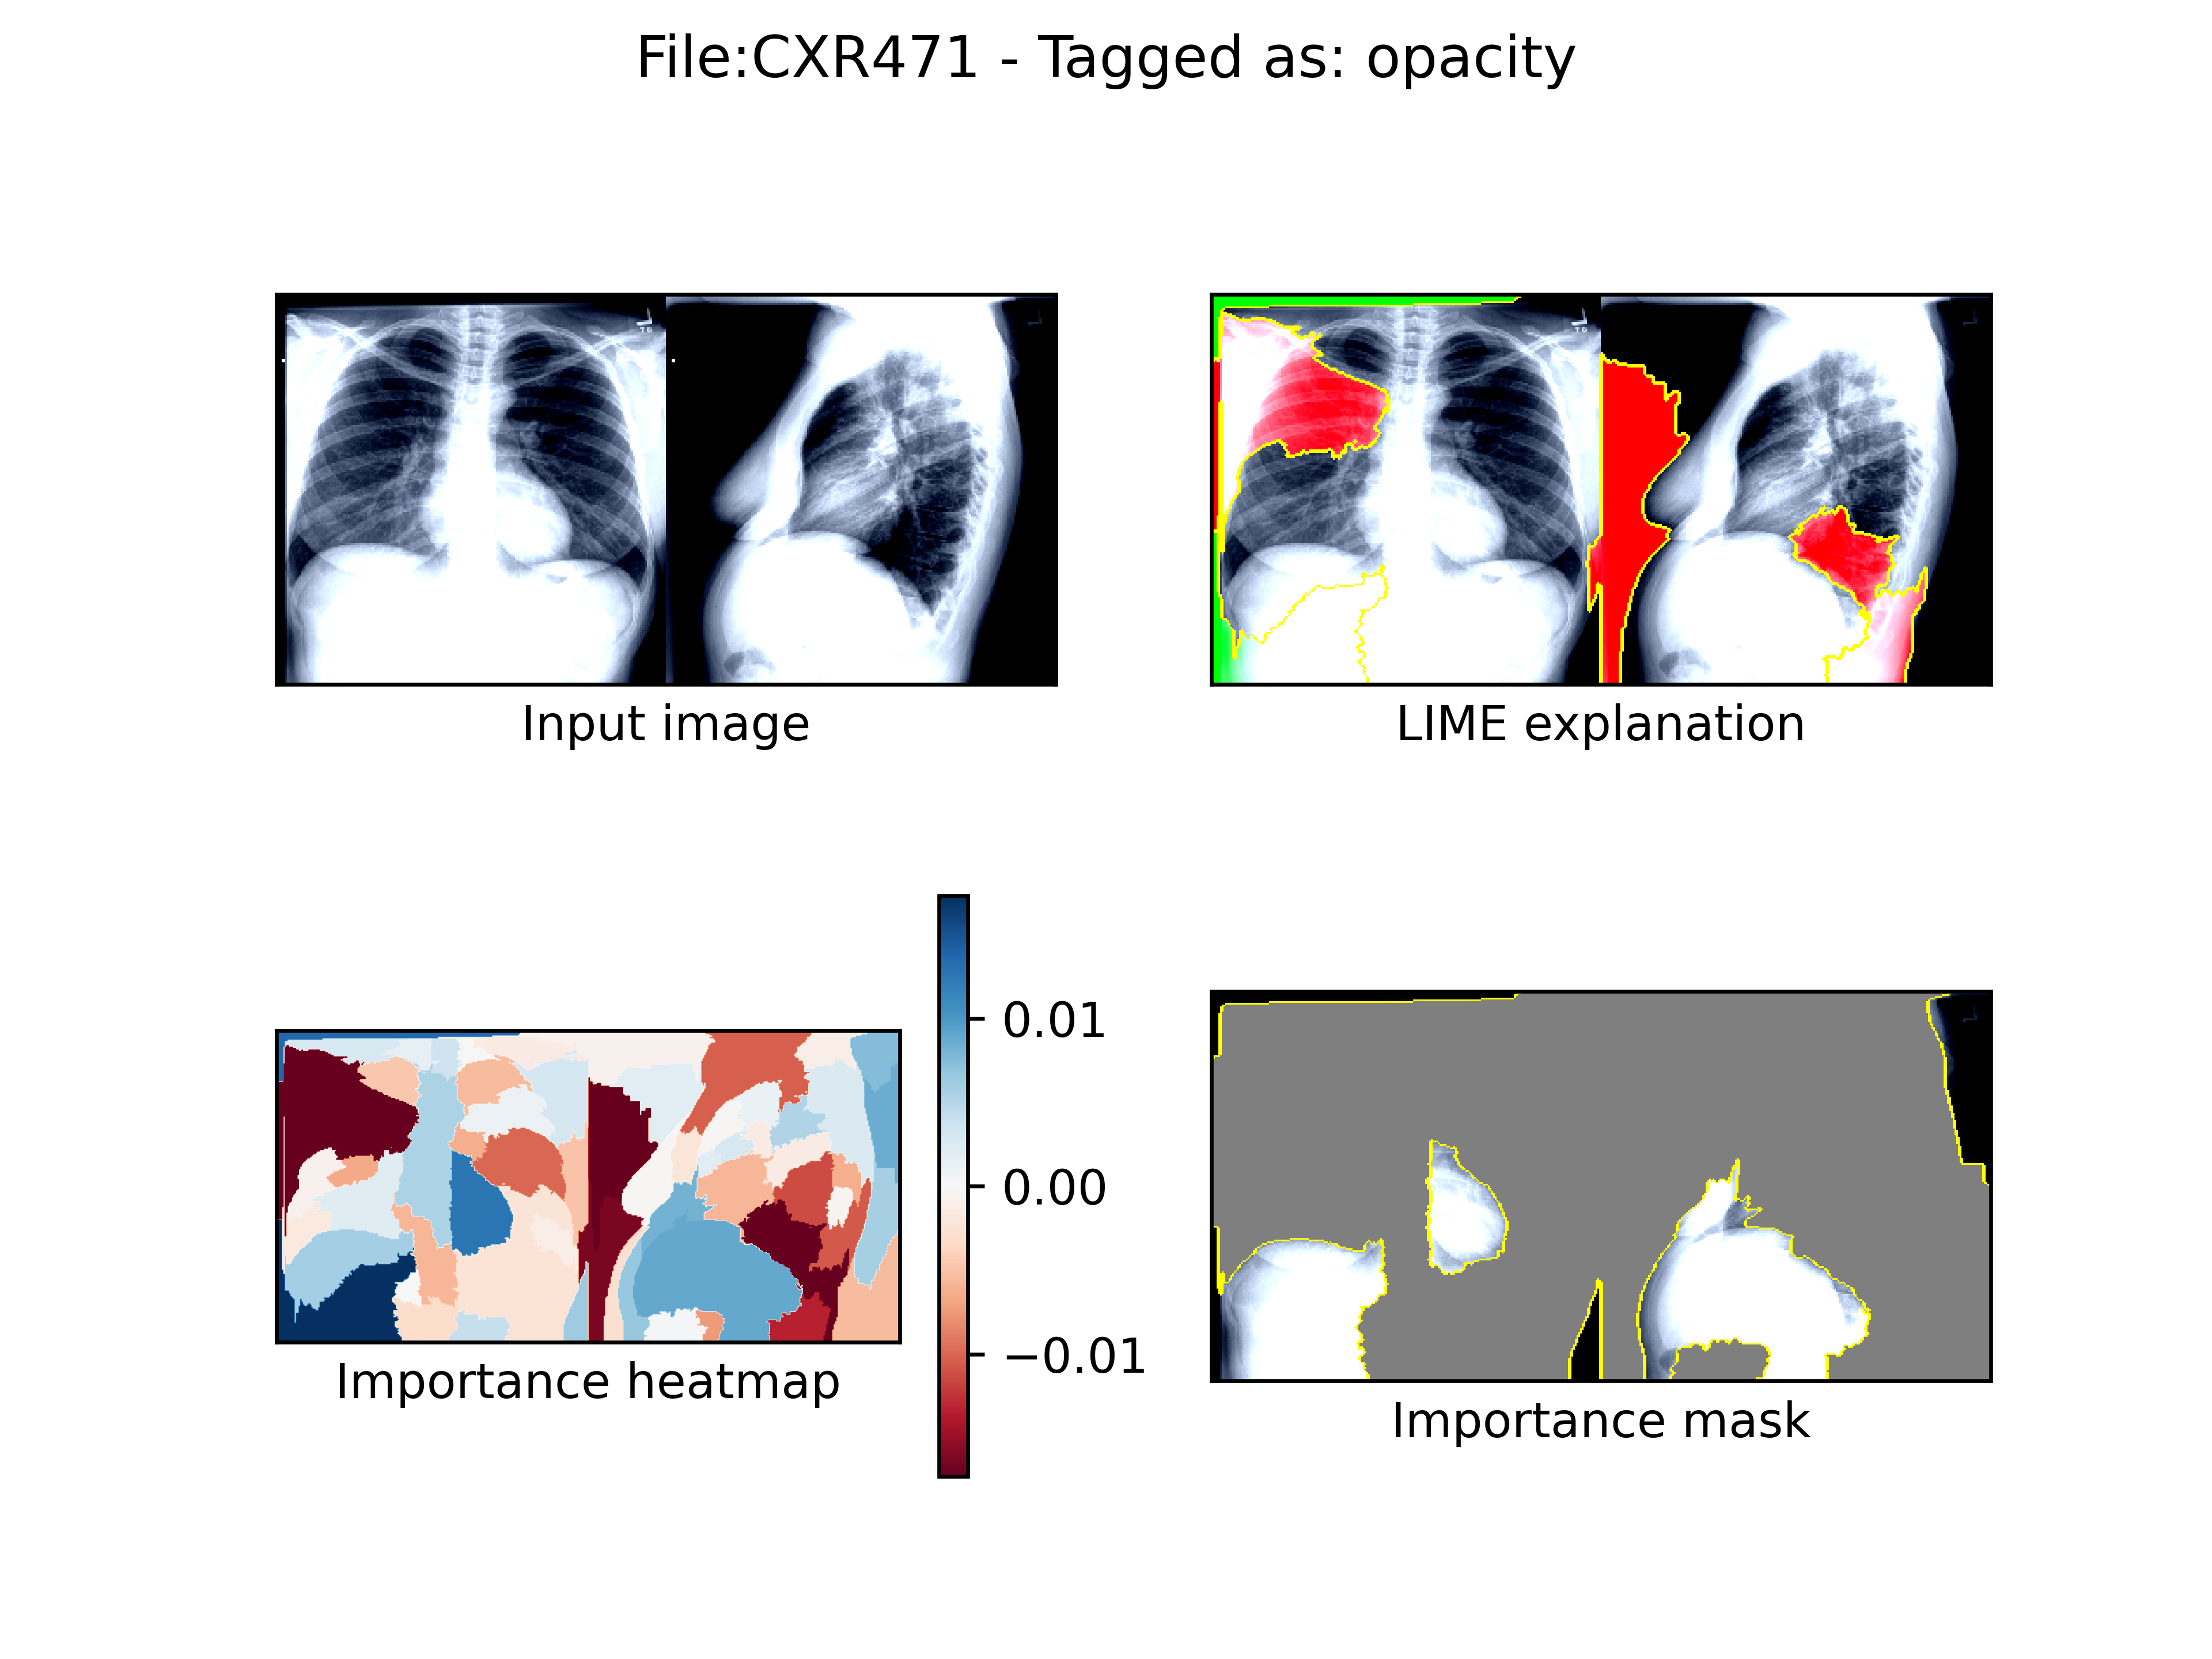 File:CXR471 - Tagged as: opacity
Input image
LIME explanation
0.01
0.00
−0.01
Importance heatmap
Importance mask